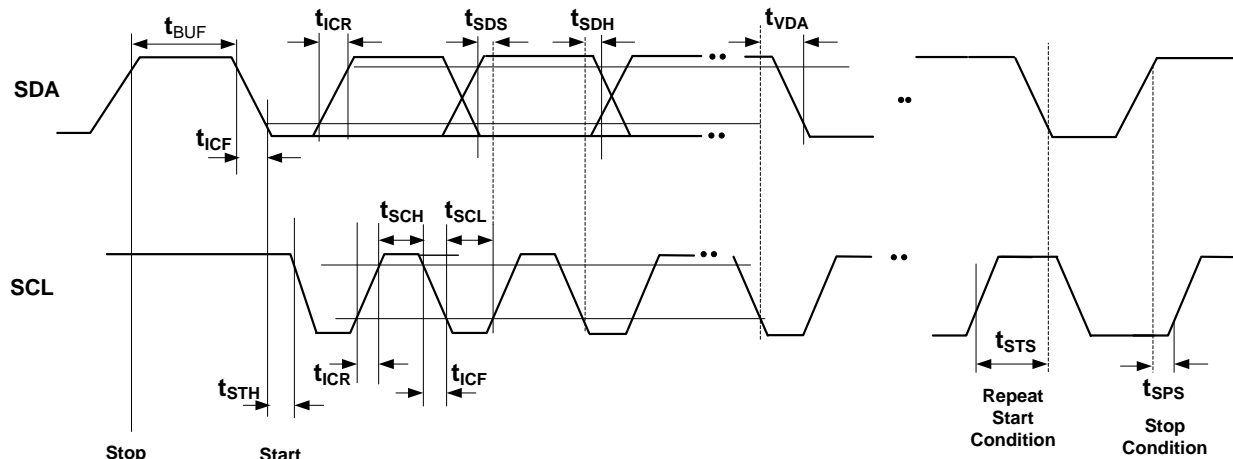 tBUF tICR tSDS tSDH tVDA
SDA
tICF
tSCH tSCL
SCL
tSTH tICR tICF tSTS tSPS
Repeat
Start
Condition
Stop
Condition
Stop Start